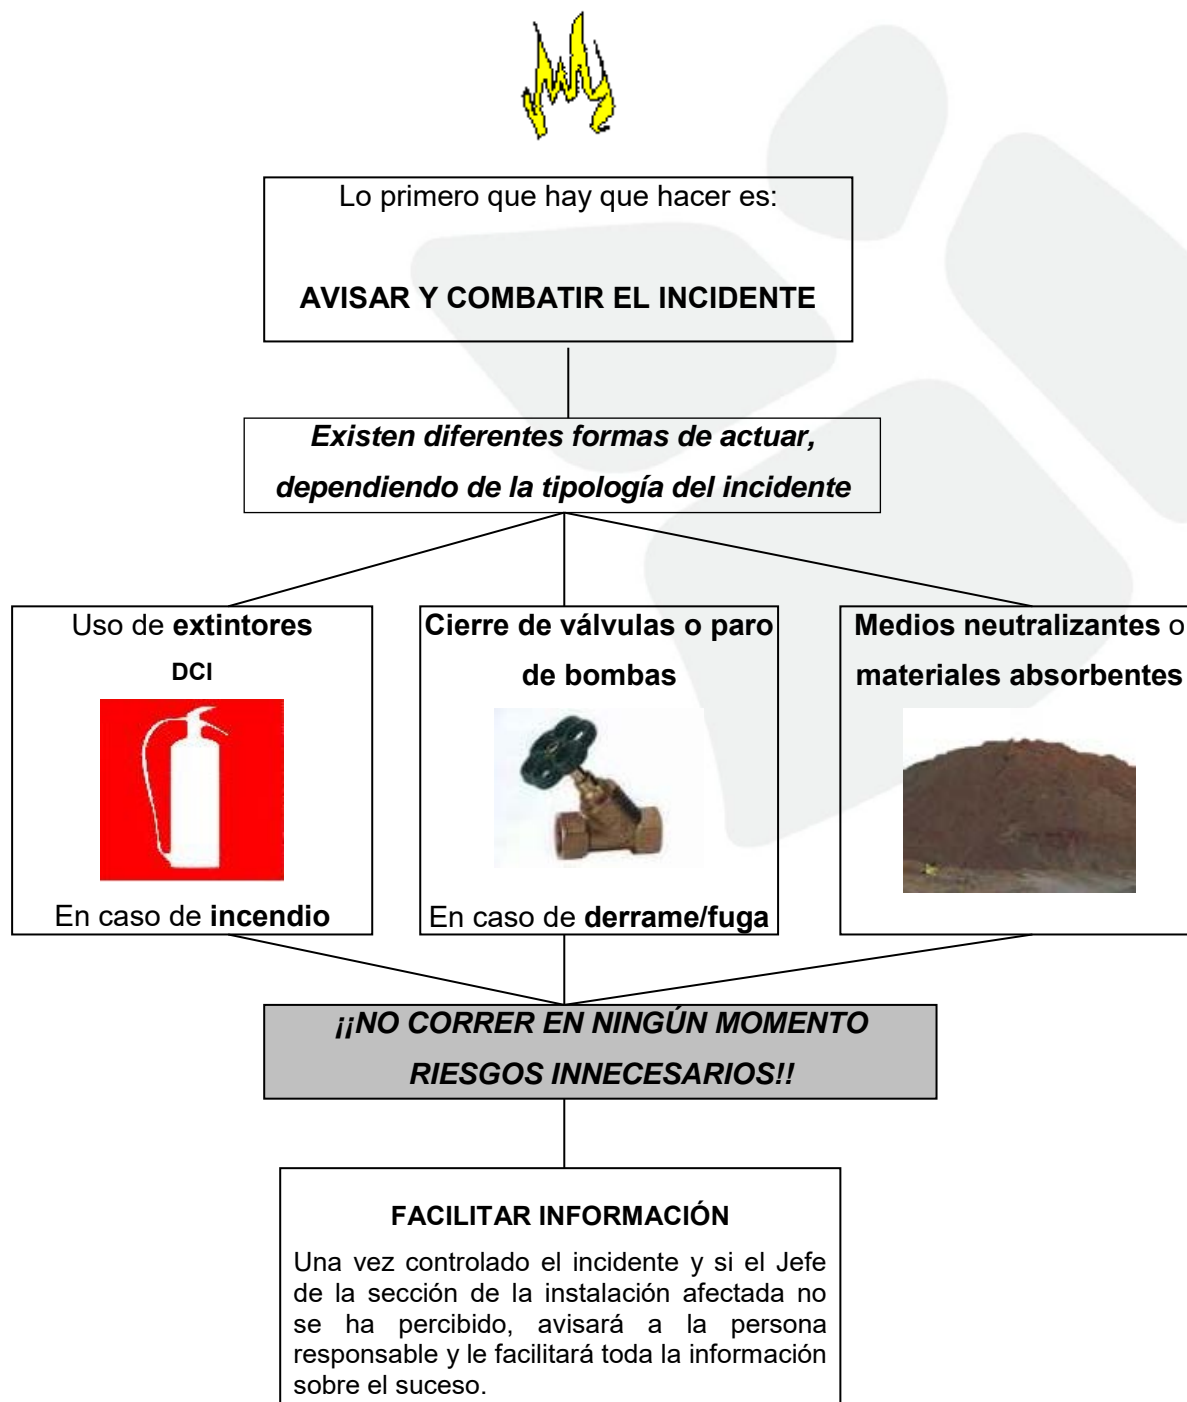 Lo primero que hay que hacer es:
AVISAR Y COMBATIR EL INCIDENTE
Existen diferentes formas de actuar,
dependiendo de la tipología del incidente
Uso de extintores
DCI
En caso de incendio
Cierre de válvulas o paro
de bombas
En caso de derrame/fuga
Medios neutralizantes o
materiales absorbentes
¡¡NO CORRER EN NINGÚN MOMENTO
RIESGOS INNECESARIOS!!
FACILITAR INFORMACIÓN
Una vez controlado el incidente y si el Jefe
de la sección de la instalación afectada no
se ha percibido, avisará a la persona
responsable y le facilitará toda la información
sobre el suceso.